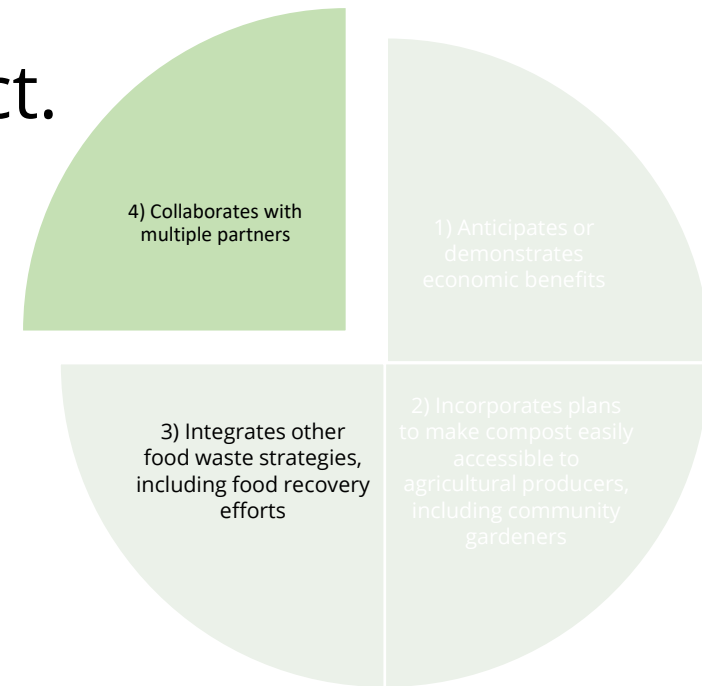 ct.
4) Collaborates with
multiple partners
1) Anticipates or
demonstrates
economic benefits
3) Integrates other
food waste strategies,
including food recovery
efforts
2) Incorporates plans
to make compost easily
accessible to
agricultural producers,
including community
gardeners